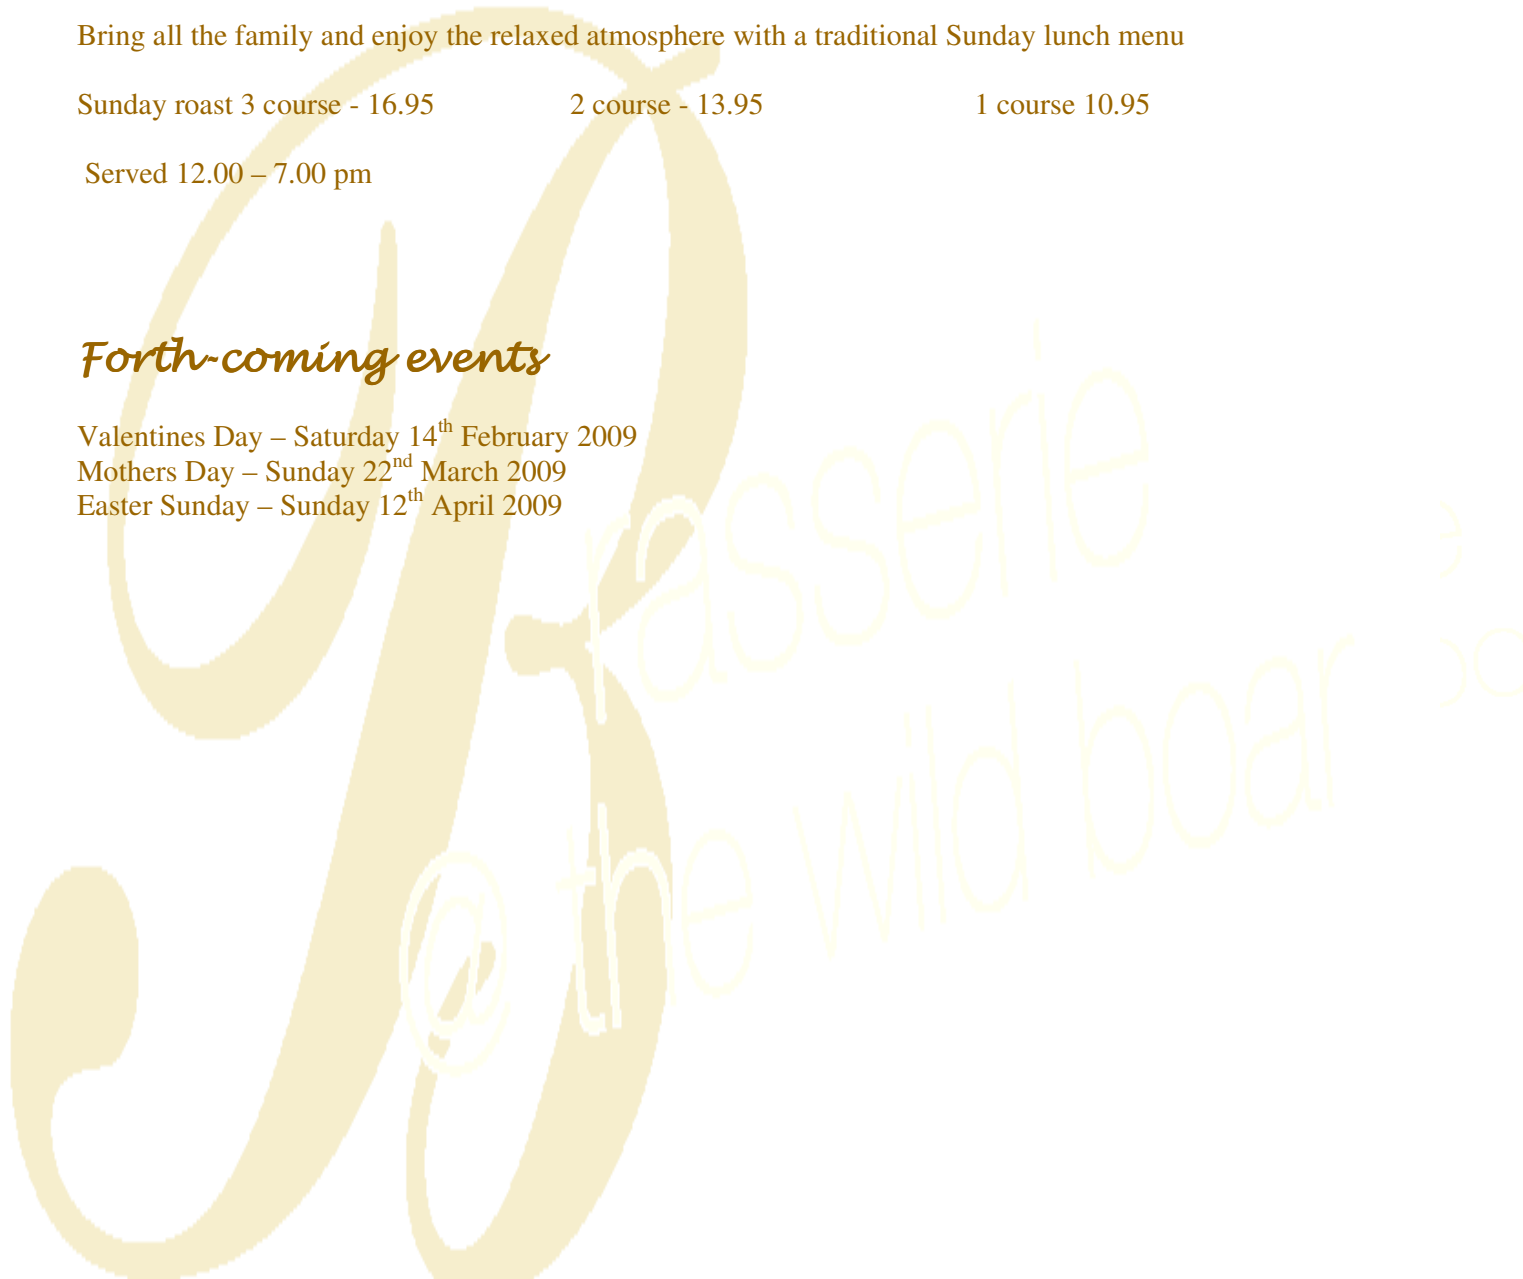 Bring all the family and enjoy the relaxed atmosphere with a traditional Sunday lunch menu
Sunday roast 3 course - 16.95 2 course - 13.95 1 course 10.95
Served 12.00 – 7.00 pm
Forth-coming events
Valentines Day – Saturday 14th February 2009
Mothers Day – Sunday 22nd March 2009
Easter Sunday – Sunday 12th April 2009
Brasserie
@ the wild boar